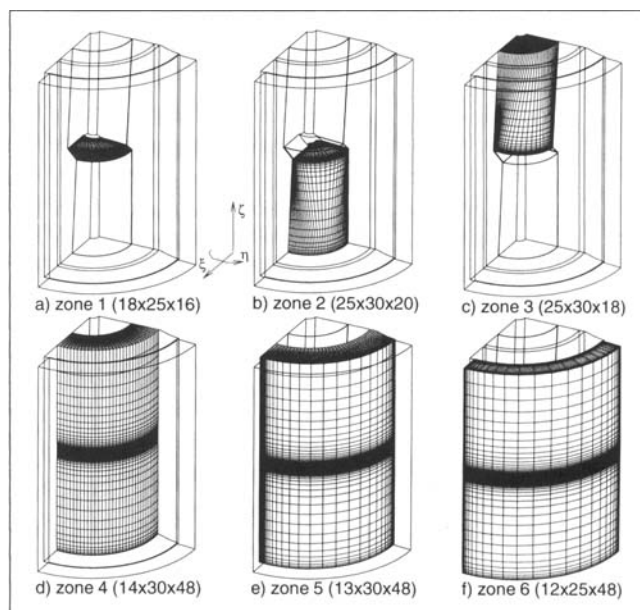 ζ
ξ
η
a) zone 1 (18x25x16)
b) zone 2 (25x30x20)
c) zone 3 (25x30x18)
d) zone 4 (14x30x48)
e) zone 5 (13x30x48)
f) zone 6 (12x25x48)